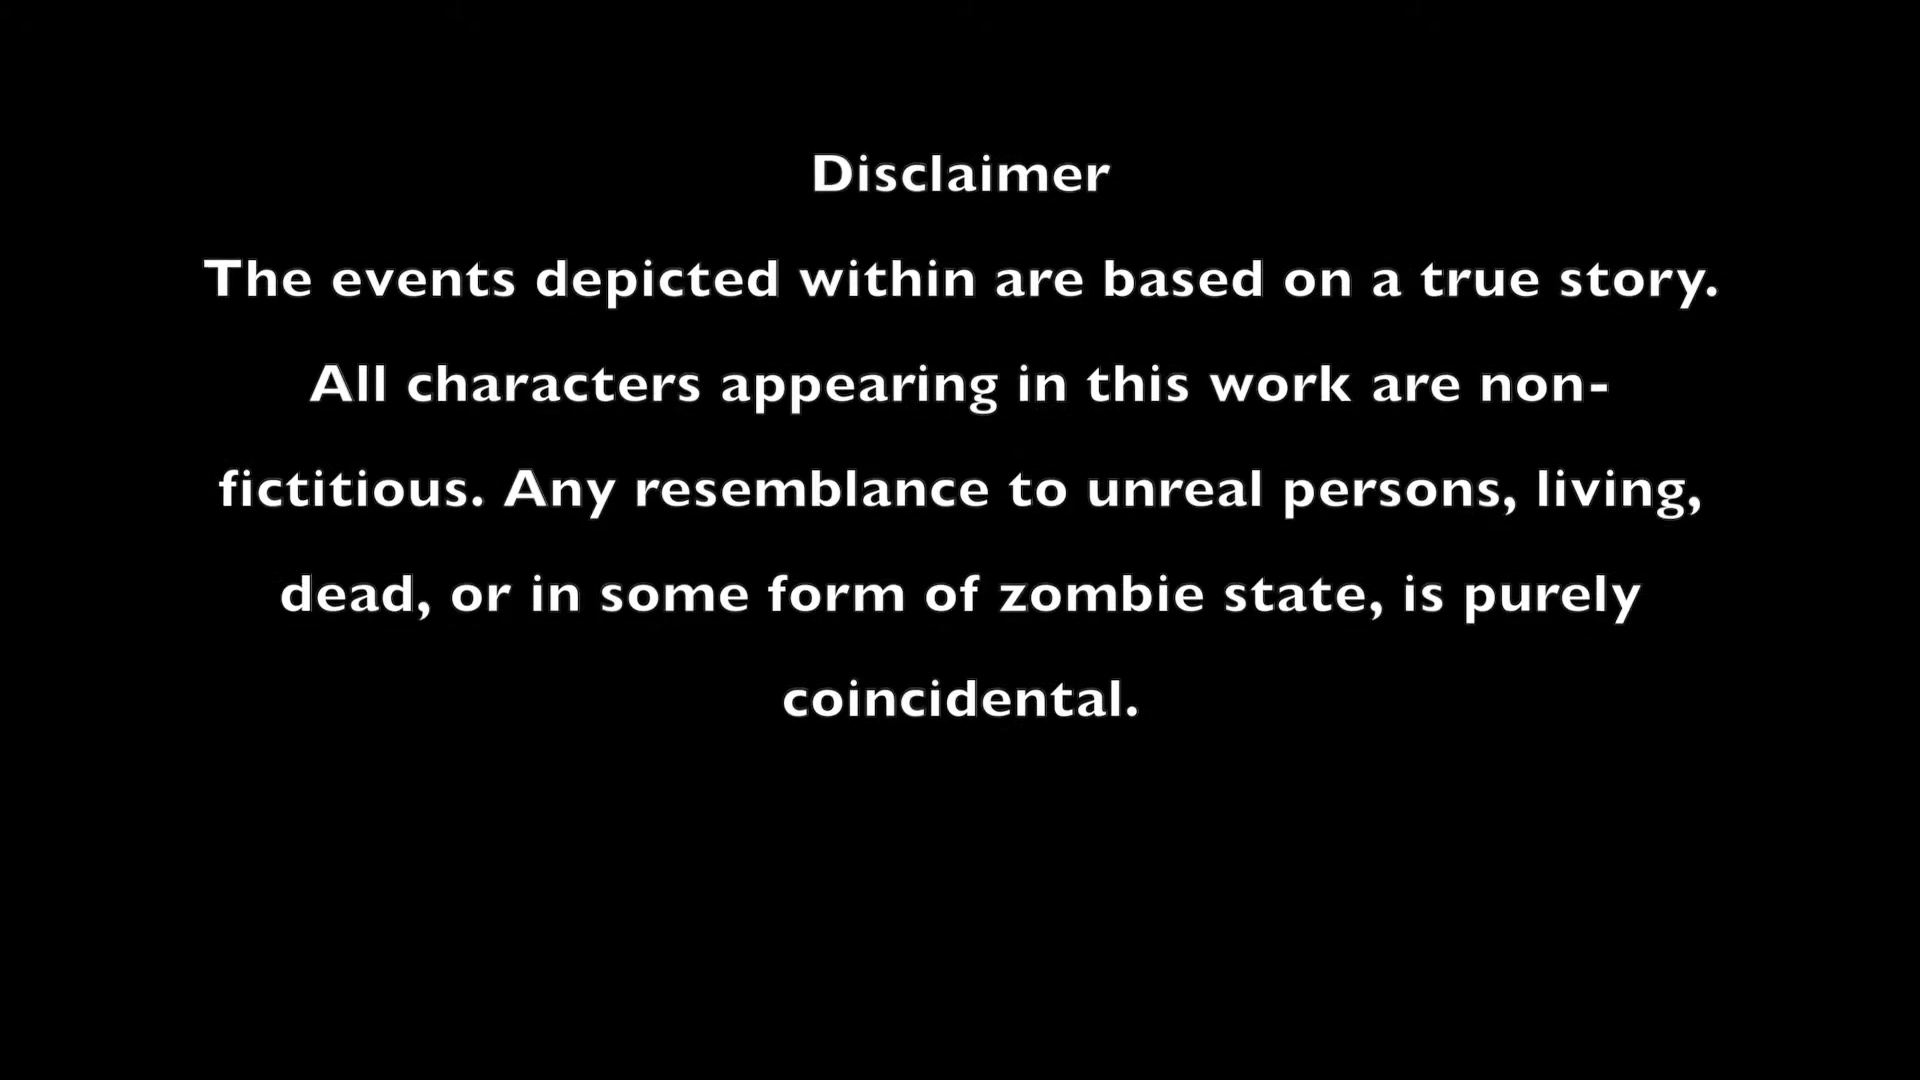 Disclaimer
The events depicted within are based on a true story.
All characters appearing in this work are non-
fictitious. Any resemblance to unreal persons, living,
dead, or in some form of zombie state, is purely
coincidental.